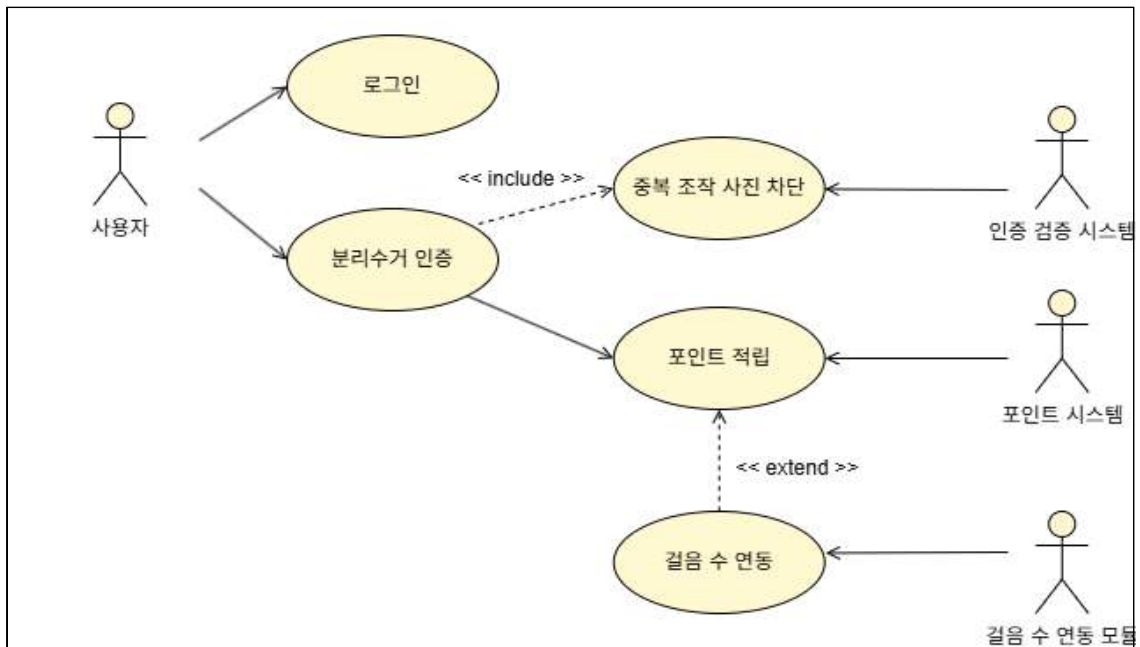 로그인
<< include >>
중복 조작 사진 차단
사용자
인증 검증 시스템
분리수거 인증
포인트 적립
포인트 시스템
<< extend >>
걸음 수 연동
걸음 수 연동 모듈